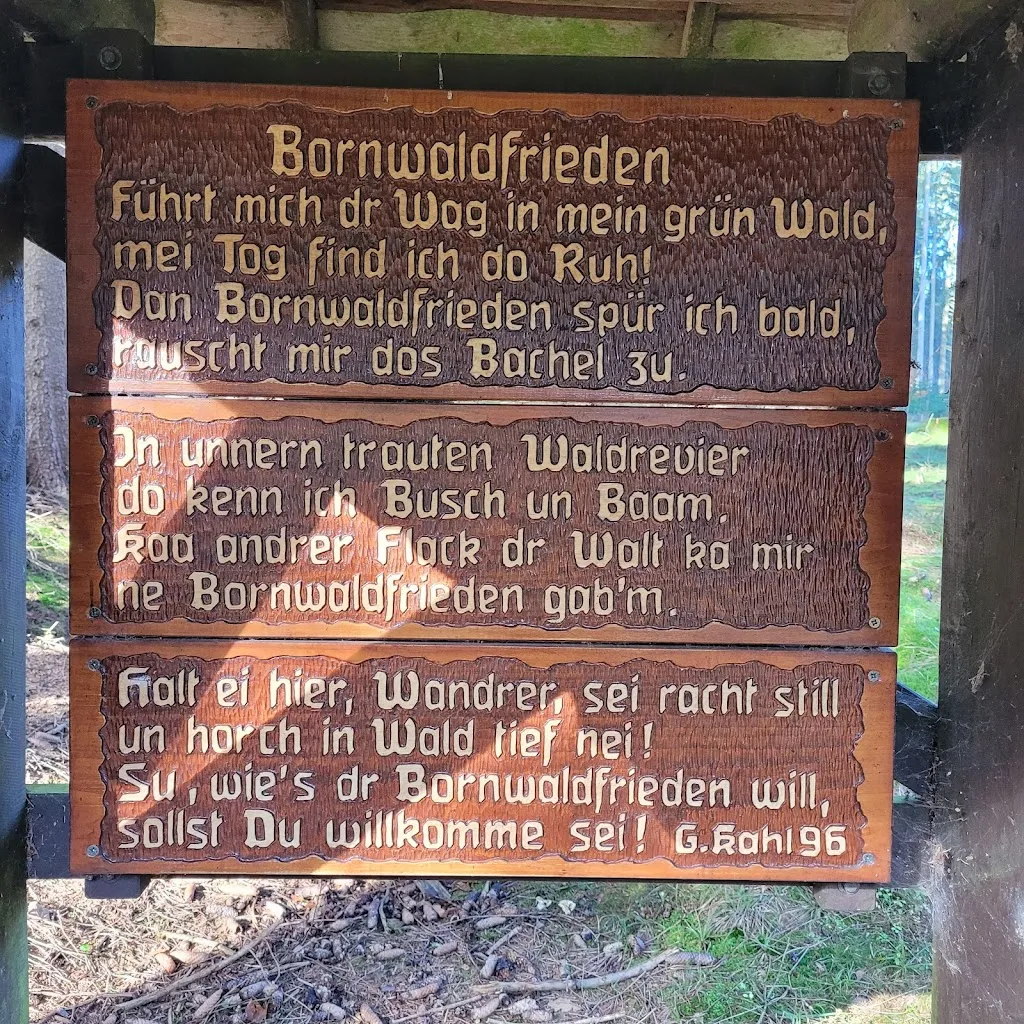 Bornwaldfrieden
Führt mich dr Wag in mein grün Wald,
mei Tog find ich do Ruh!
Dan Bornwaldfrieden spür ich bald,
rauscht mir dos Bachel zu.
In unnern trauten Waldrevier
do kenn ich Busch un Baam.
Kaa andrer Flack dr Walt ka mir
ne Bornwaldfrieden gab'm.
Halt ei hier, Wandrer, sei racht still
un horch in Wald tief nei!
Su, wie's dr Bornwaldfrieden will,
sollst Du willkomme sei! G. Kahl 96